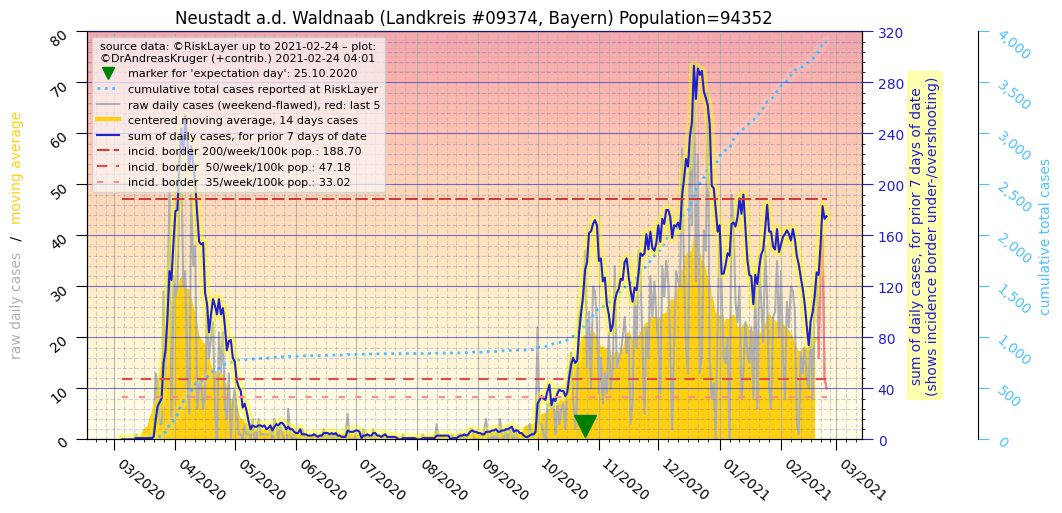 Neustadt a.d. Waldnaab (Landkreis #09374, Bayern) Population=94352
source data: ©RiskLayer up to 2021-02-24 – plot:
©DrAndreasKruger (+contrib.) 2021-02-24 04:01
marker for 'expectation day': 25.10.2020
cumulative total cases reported at RiskLayer
raw daily cases (weekend-flawed), red: last 5
centered moving average, 14 days cases
sum of daily cases, for prior 7 days of date
incid. border 200/week/100k pop.: 188.70
incid. border 50/week/100k pop.: 47.18
incid. border 35/week/100k pop.: 33.02
raw daily cases / moving average
80
70
60
50
40
30
20
10
0
320
280
240
200
160
120
80
40
0
sum of daily cases, for prior 7 days of date
(shows incidence border under-/overshooting)
4,000
3,500
3,000
2,500
2,000
1,500
1,000
500
0
cumulative total cases
03/2020
04/2020
05/2020
06/2020
07/2020
08/2020
09/2020
10/2020
11/2020
12/2020
01/2021
02/2021
03/2021